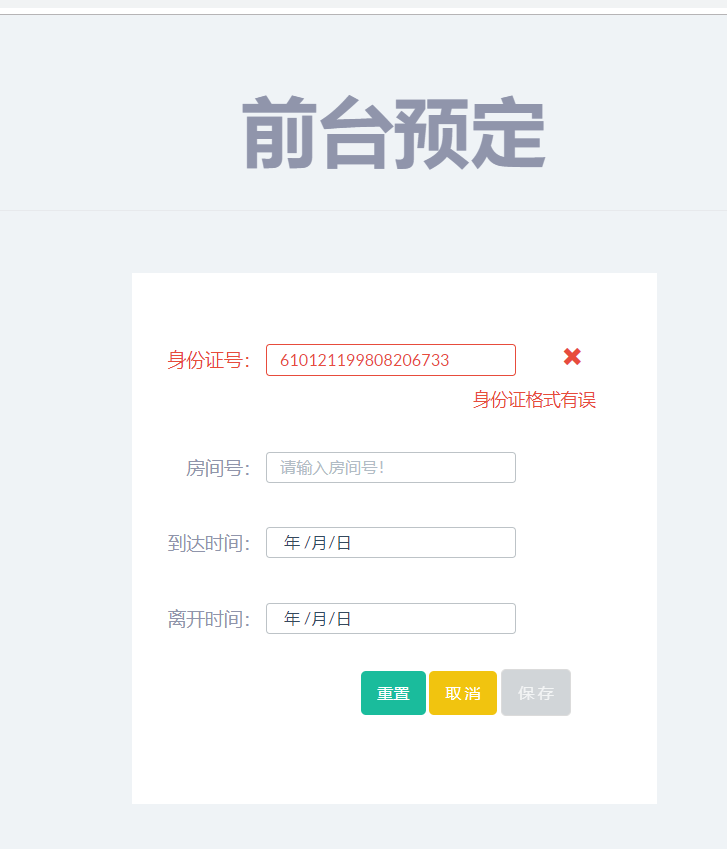 前台预定
身份证号： 610121199808206733 ✖
身份证格式有误
房间号： 请输入房间号！
到达时间： 年 /月/日
离开时间： 年 /月/日
重置 取消 保存